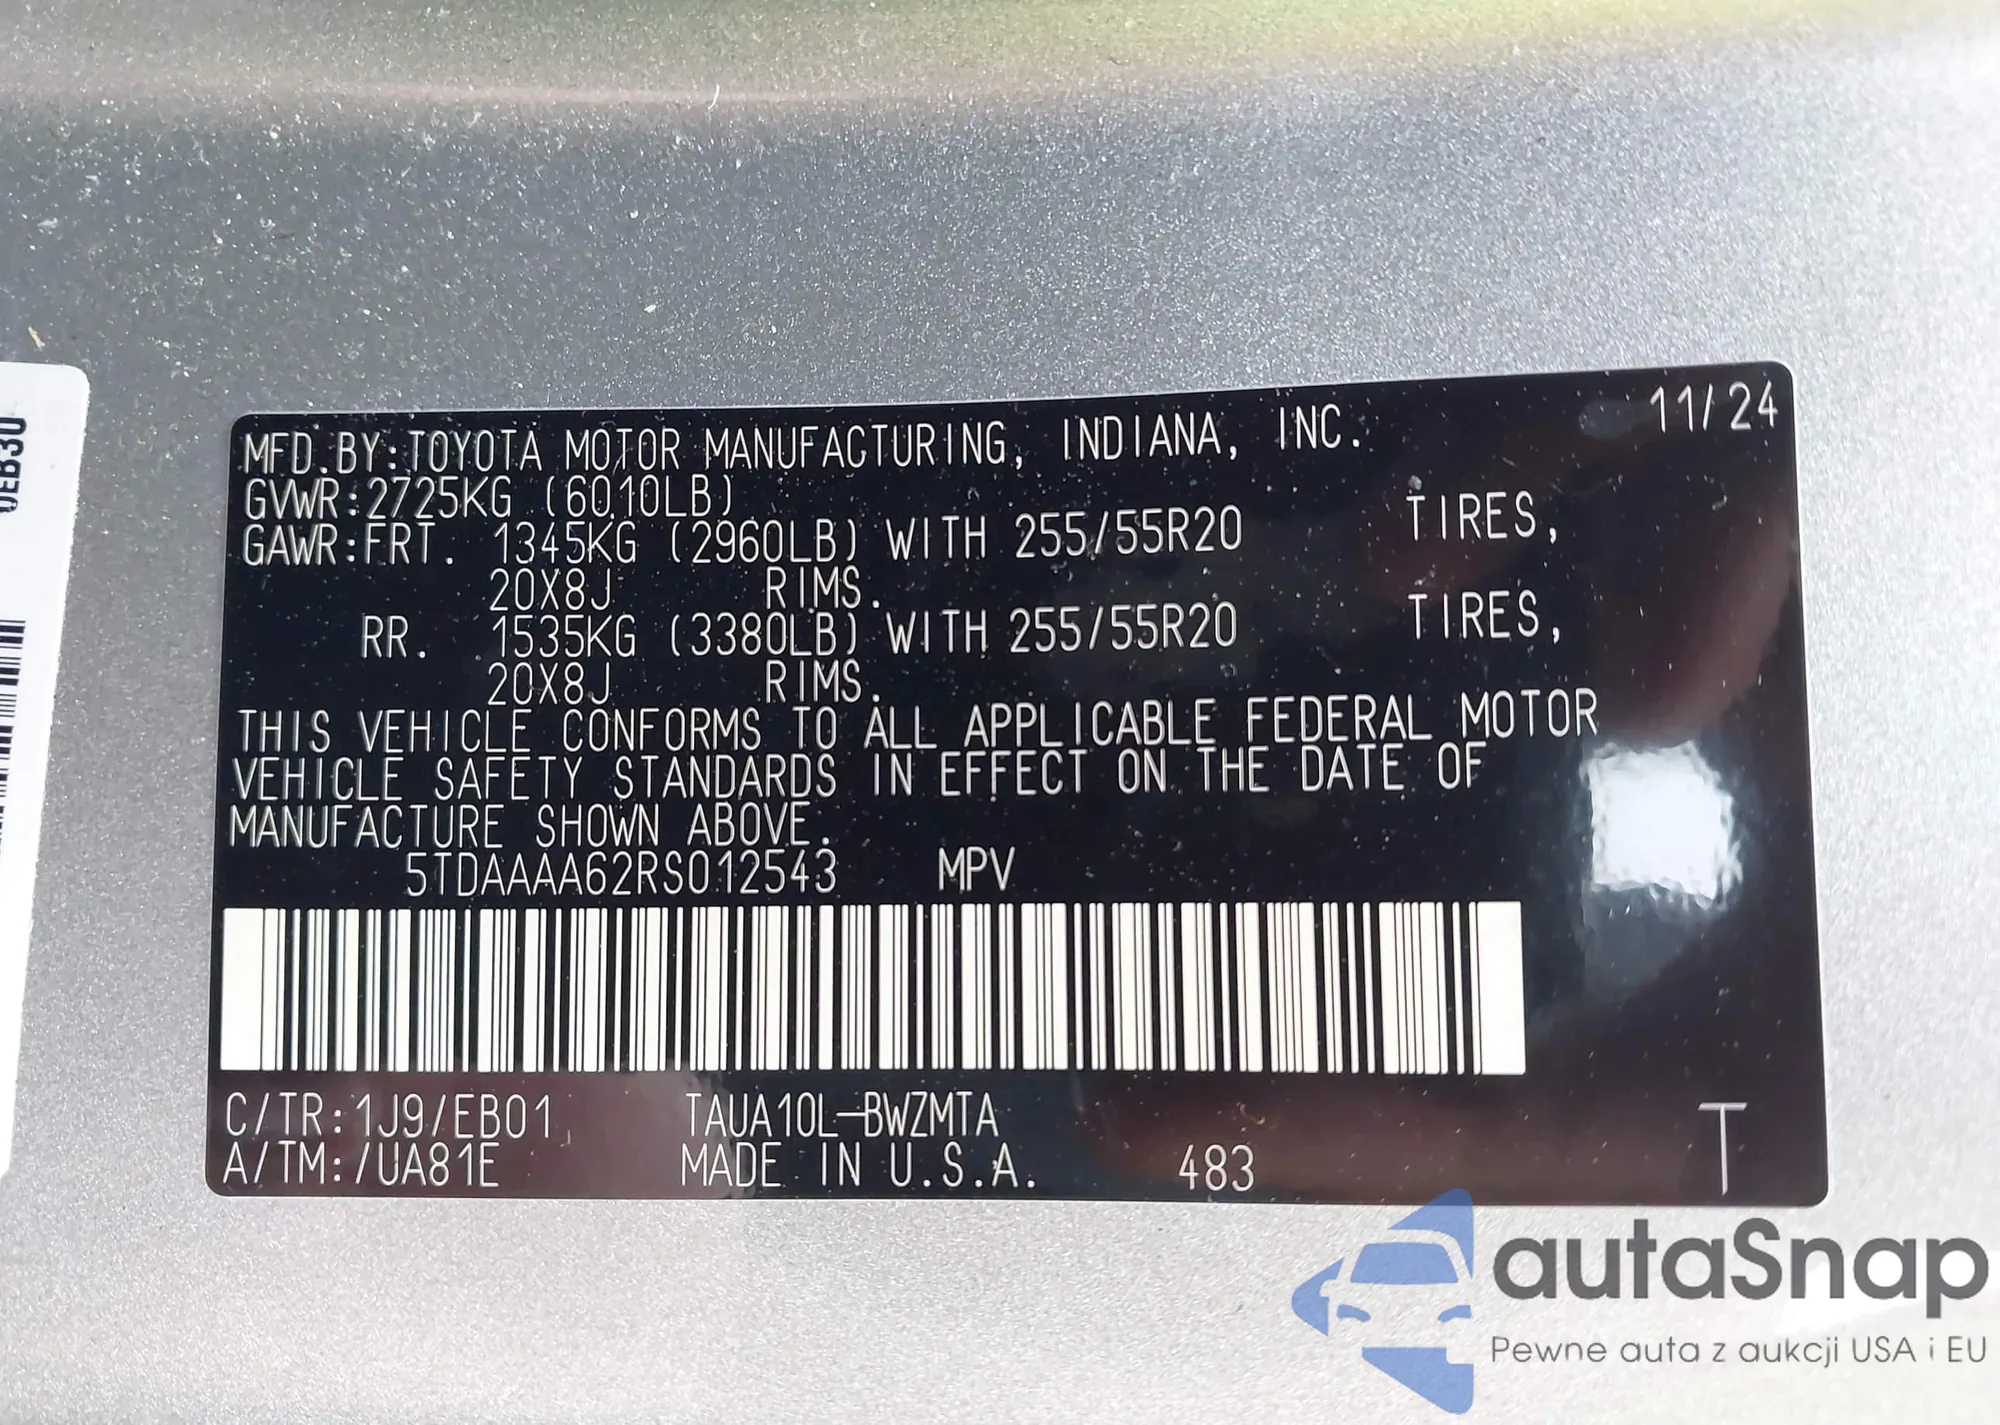 0EB30
11/24
MFD.BY:TOYOTA MOTOR MANUFACTURING, INDIANA, INC.
GVWR:2725KG (6010LB)
GAWR:FRT. 1345KG (2960LB) WITH 255/55R20 TIRES,
20X8J RIMS.
RR. 1535KG (3380LB) WITH 255/55R20 TIRES,
20X8J RIMS.
THIS VEHICLE CONFORMS TO ALL APPLICABLE FEDERAL MOTOR
VEHICLE SAFETY STANDARDS IN EFFECT ON THE DATE OF
MANUFACTURE SHOWN ABOVE.
5TDAAAA62RS012543 MPV
C/TR:1J9/EB01 TAUA10L-BWZMTA
A/TM:/UA81E MADE IN U.S.A. 483
T
autaSnap
Pewne auta z aukcji USA i EU